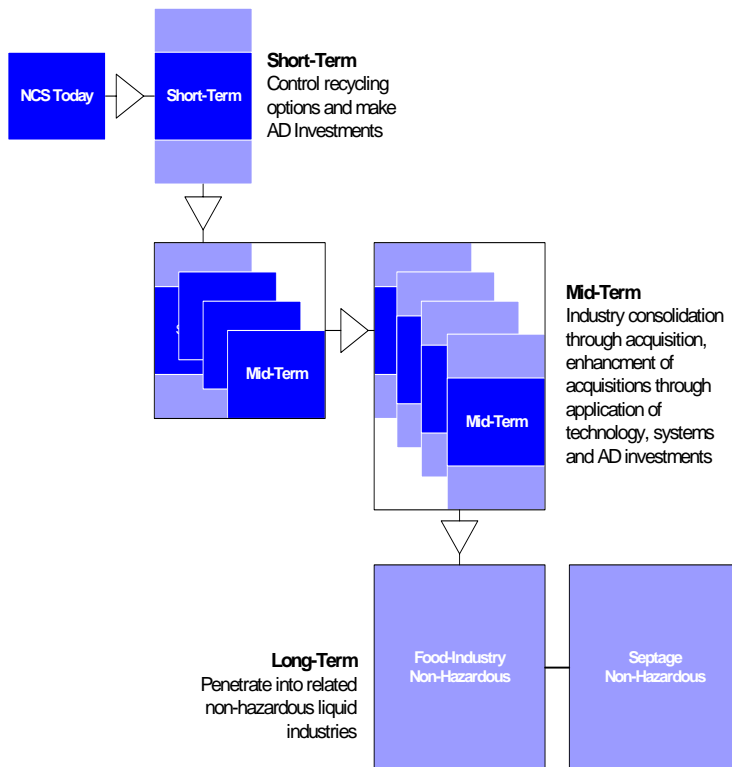 NCS Today
Short-Term
Short-Term
Control recycling
options and make
AD Investments
S
Mid-Term
Mid-Term
Mid-Term
Industry consolidation
through acquisition,
enhancment of
acquisitions through
application of
technology, systems
and AD investments
Long-Term
Penetrate into related
non-hazardous liquid
industries
Food-Industry
Non-Hazardous
Septage
Non-Hazardous